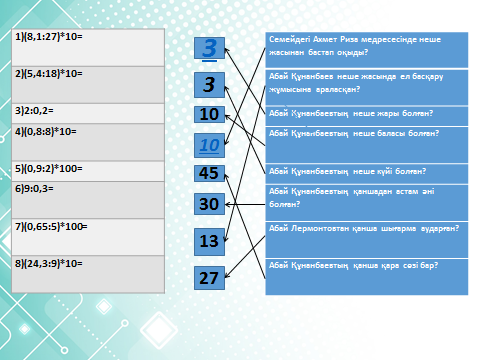 1)(8,1:27)*10=
2)(5,4:18)*10=
3)2:0,2=
4)(0,8:8)*10=
5)(0,9:2)*100=
6)9:0,3=
7)(0,65:5)*100=
8)(24,3:9)*10=
3
3
10
10
45
30
13
27
Семейдегі Ахмет Риза медресесінде неше
жасынан бастап оқыды?
Абай Құнанбаев неше жасында ел басқару
жұмысына араласқан?
Абай Құнанбаевтың неше жары болған?
Абай Құнанбаевтың неше баласы болған?
Абай Құнанбаевтың неше күйі болған?
Абай Құнанбаевтың қаншадан астам әні
болған?
Абай Лермонтовтан қанша шығарма аударған?
Абай Құнанбаевтың қанша қара сөзі бар?